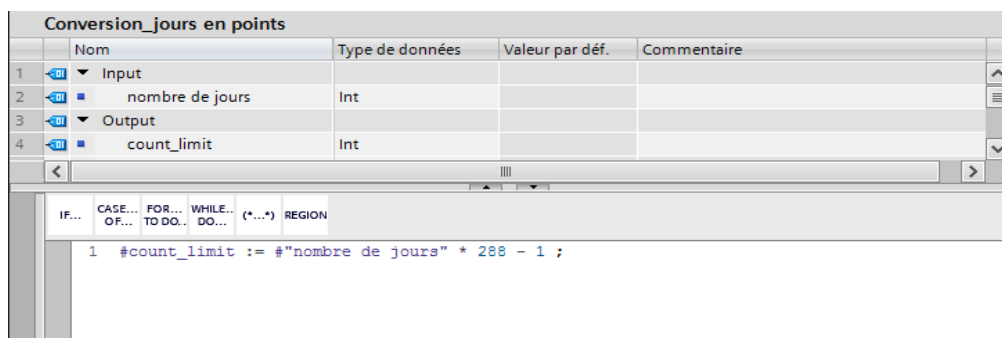 Conversion_jours en points
Nom Type de données Valeur par déf. Commentaire
1 Input
2 nombre de jours Int
3 Output
4 count_limit Int
IF... CASE... OF... FOR... TO DO.. WHILE.. DO... (*...*) REGION
1 #count_limit := #"nombre de jours" * 288 - 1 ;